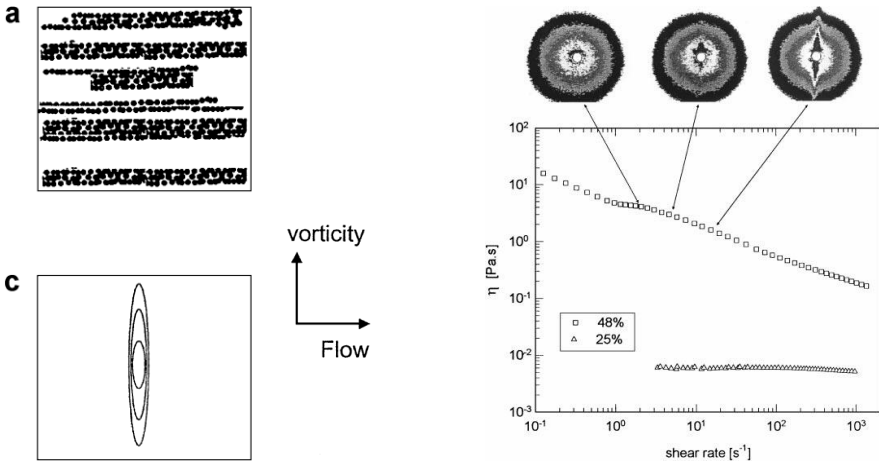 a
vorticity
Flow
c
10²
10¹
10⁰
10⁻¹
10⁻²
10⁻³
η [Pa.s]
48%
25%
10⁻¹ 10⁰ 10¹ 10² 10³
shear rate [s⁻¹]